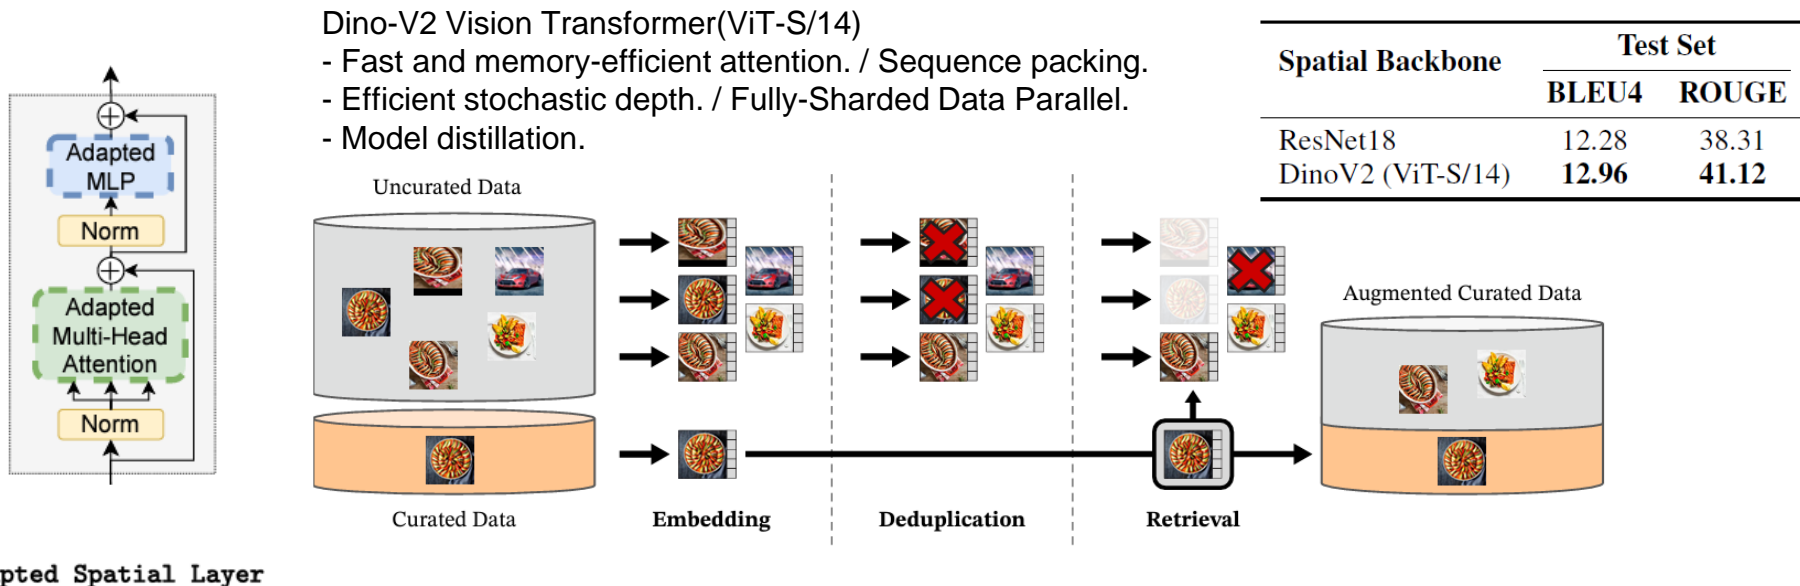 Dino-V2 Vision Transformer(ViT-S/14)
- Fast and memory-efficient attention. / Sequence packing.
- Efficient stochastic depth. / Fully-Sharded Data Parallel.
- Model distillation.
Spatial Backbone
Test Set
BLEU4 ROUGE
ResNet18 12.28 38.31
DinoV2 (ViT-S/14) 12.96 41.12
Adapted
MLP
Norm
Adapted
Multi-Head
Attention
Norm
pted Spatial Layer
Uncurated Data
Curated Data
Embedding
Deduplication
Retrieval
Augmented Curated Data